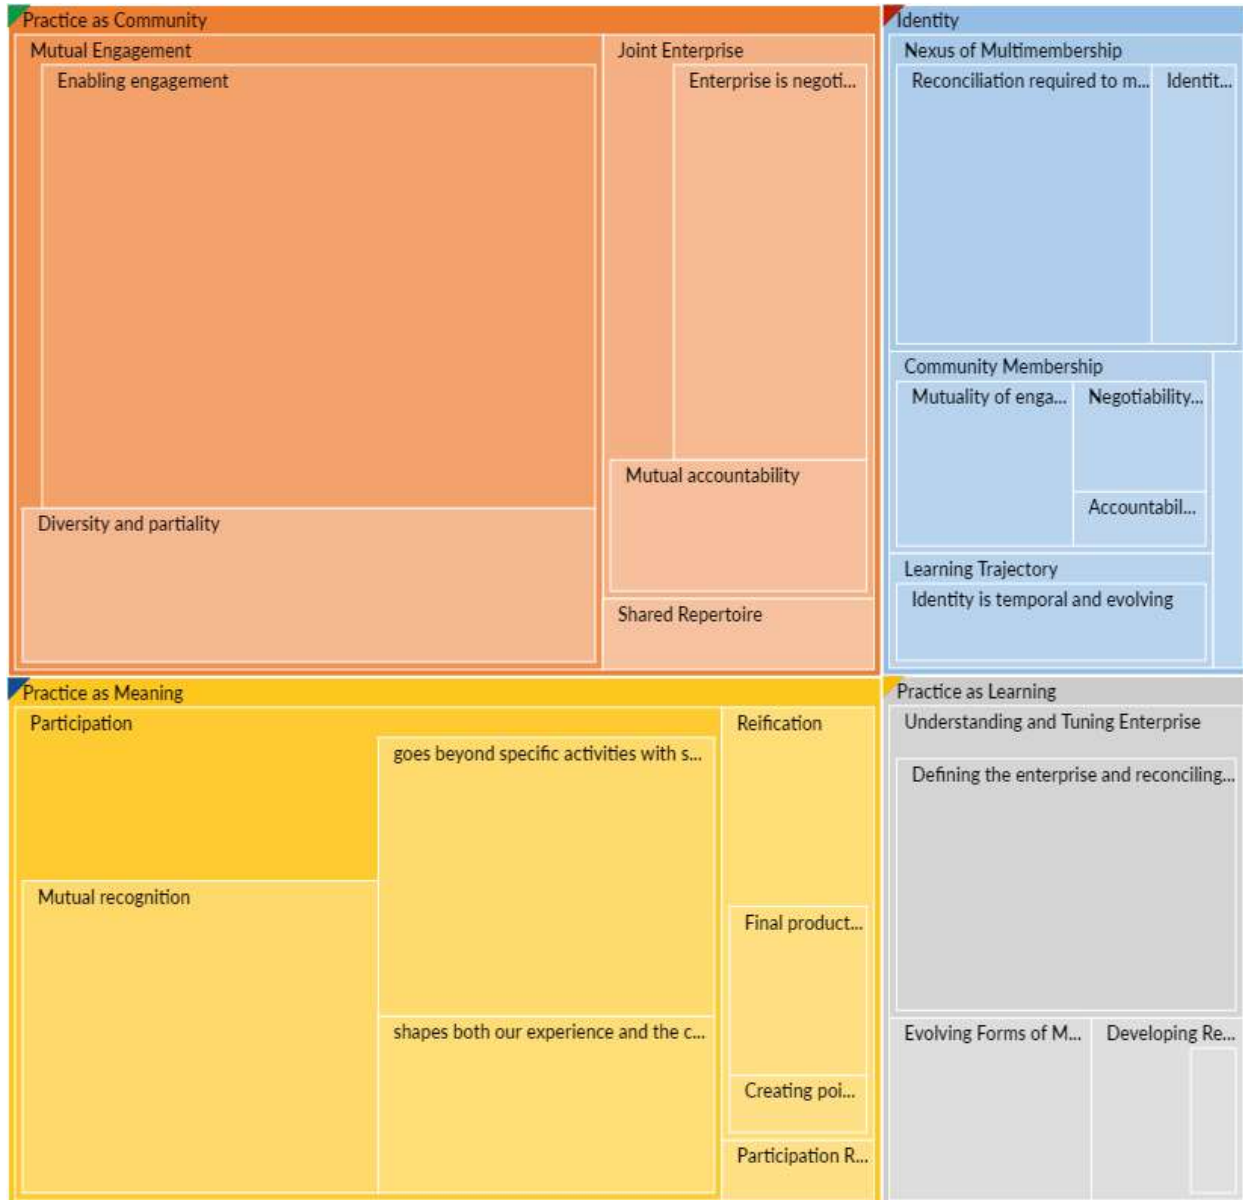 Practice as Community
Mutual Engagement
Enabling engagement
Diversity and partiality
Joint Enterprise
Enterprise is negoti...
Mutual accountability
Shared Repertoire
Identity
Nexus of Multimembership
Reconciliation required to m...
Identit...
Community Membership
Mutuality of enga...
Negotiability...
Accountabil...
Learning Trajectory
Identity is temporal and evolving
Practice as Meaning
Participation
goes beyond specific activities with s...
Mutual recognition
shapes both our experience and the c...
Reification
Final product...
Creating poi...
Participation R...
Practice as Learning
Understanding and Tuning Enterprise
Defining the enterprise and reconciling...
Evolving Forms of M...
Developing Re...